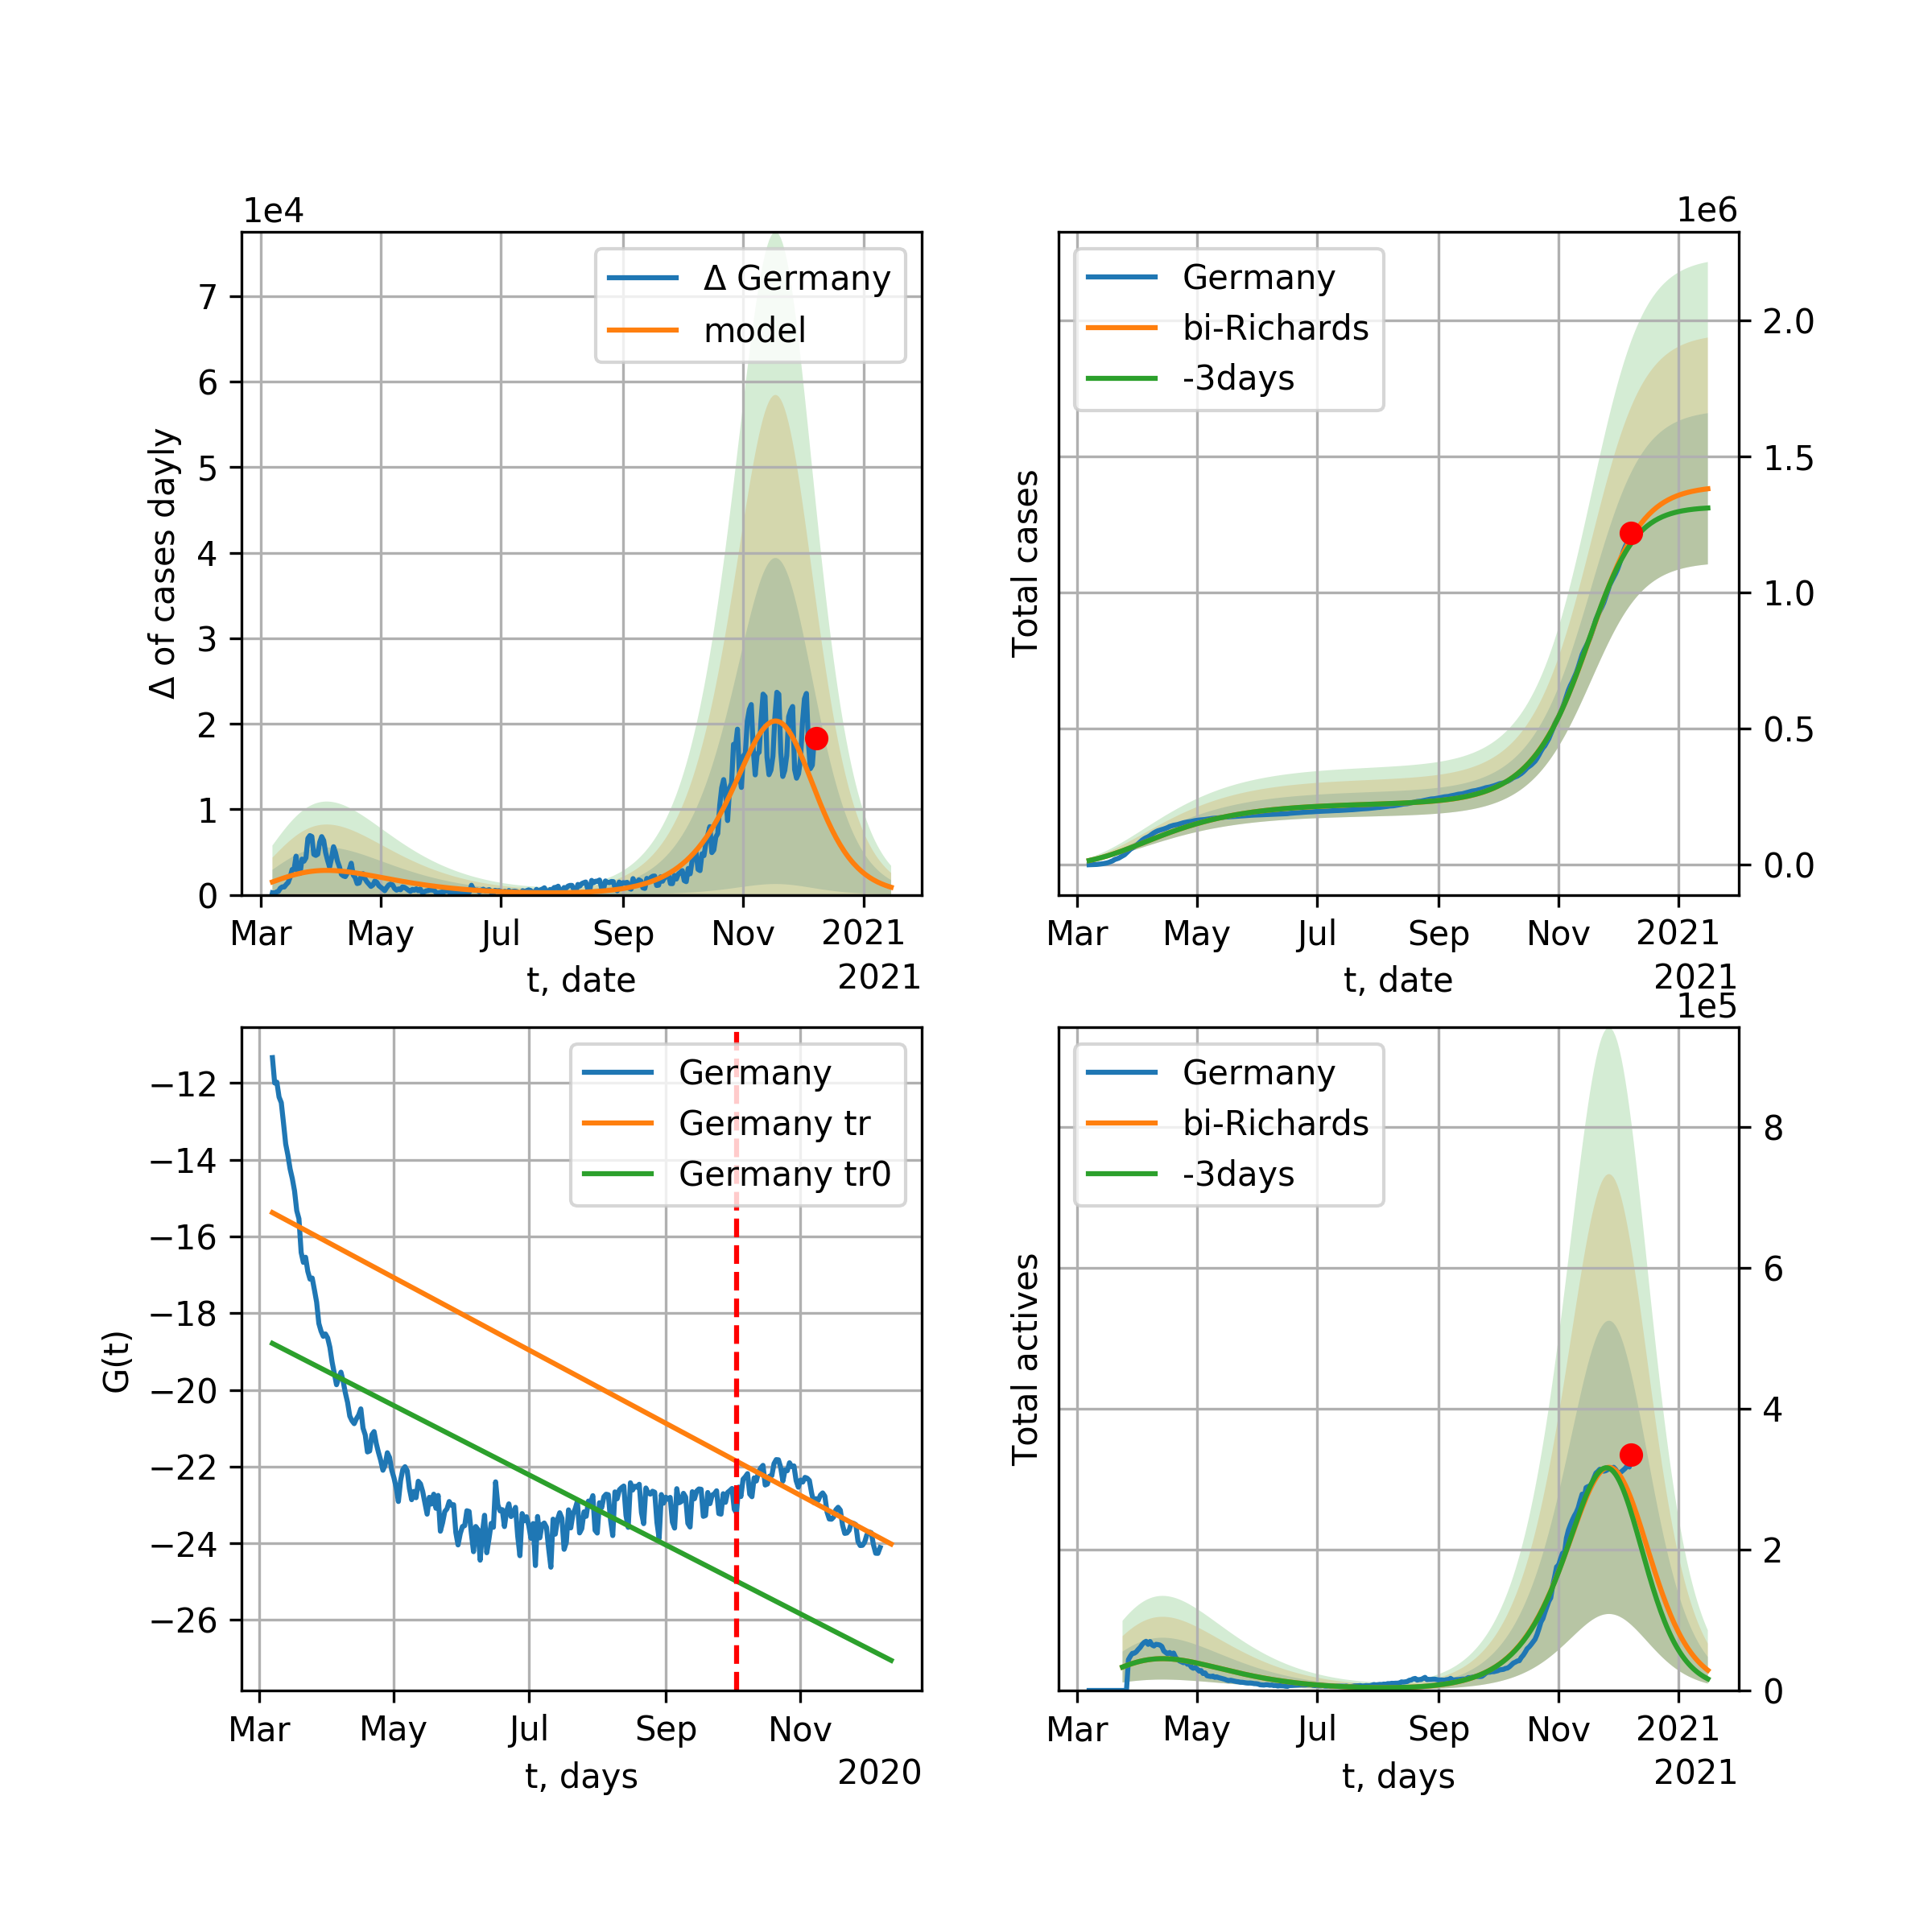 1e4
Δ of cases dayly
7
6
5
4
3
2
1
0
Δ Germany
model
Mar May Jul Sep Nov 2021
t, date
2021
1e6
Total cases
Germany
bi-Richards
-3days
2.0
1.5
1.0
0.5
0.0
Mar May Jul Sep Nov 2021
t, date
2021
G(t)
−12
−14
−16
−18
−20
−22
−24
−26
Germany
Germany tr
Germany tr0
Mar May Jul Sep Nov
t, days
2020
1e5
Total actives
Germany
bi-Richards
-3days
8
6
4
2
0
Mar May Jul Sep Nov 2021
t, days
2021